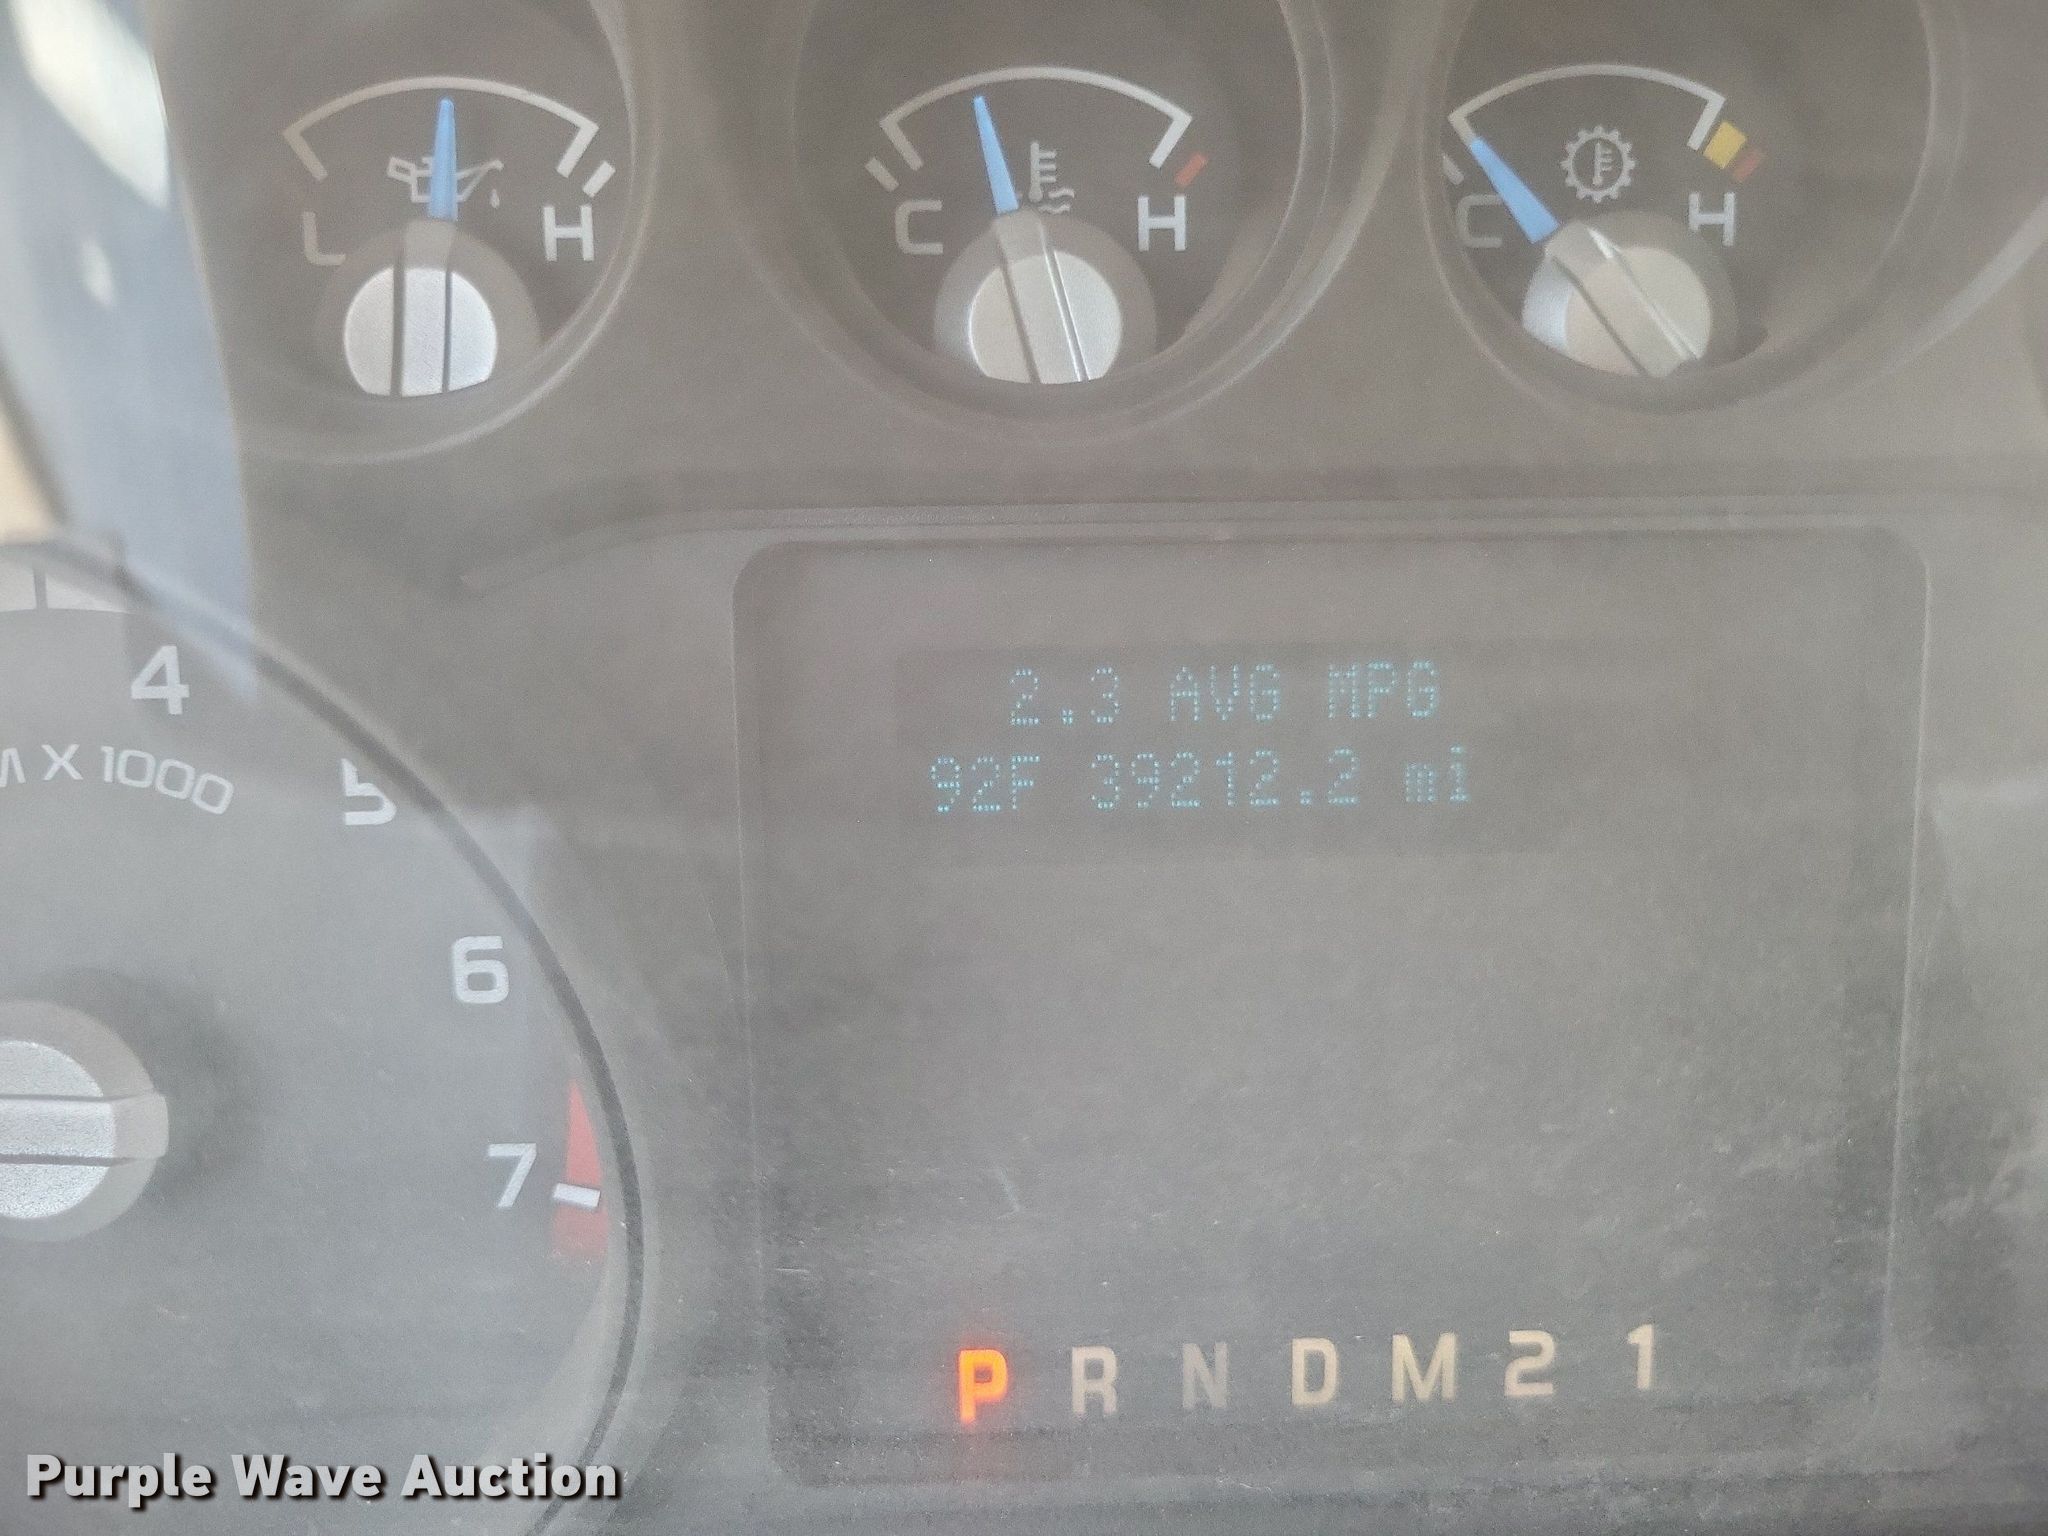 L H
C H
C H
4
M X 1000
5
6
7
2.3 AVG MPG
92F 39212.2 mi
P R N D M 2 1
Purple Wave Auction